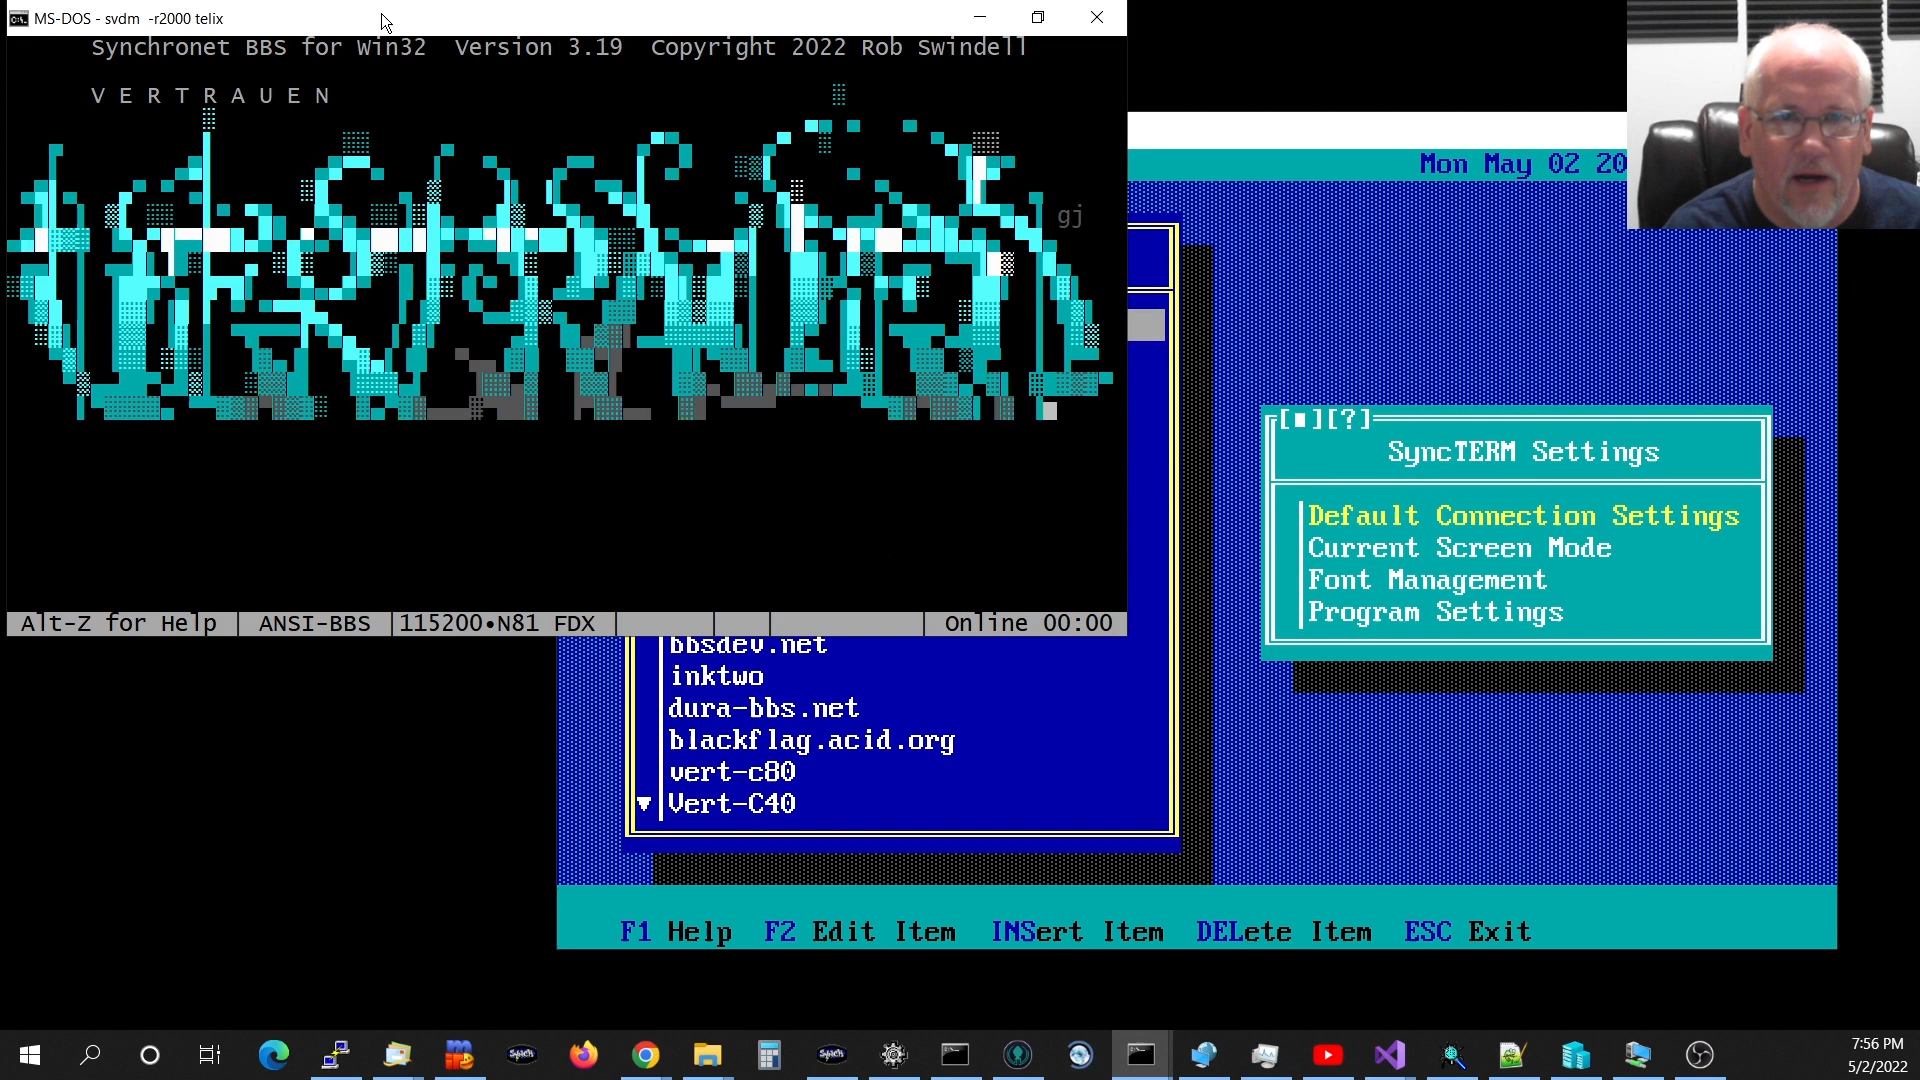 MS-DOS - svdm  -r2000 telix
Synchronet BBS for Win32  Version 3.19  Copyright 2022 Rob Swindell
V E R T R A U E N
gj
Alt-Z for Help
ANSI-BBS
115200•N81 FDX
Online 00:00
Mon May 02 20
[■][?]
SyncTERM Settings
Default Connection Settings
Current Screen Mode
Font Management
Program Settings
bbsdev.net
inktwo
dura-bbs.net
blackflag.acid.org
vert-c80
Vert-C40
F1 Help  F2 Edit Item  INSert Item  DELete Item  ESC Exit
7:56 PM
5/2/2022